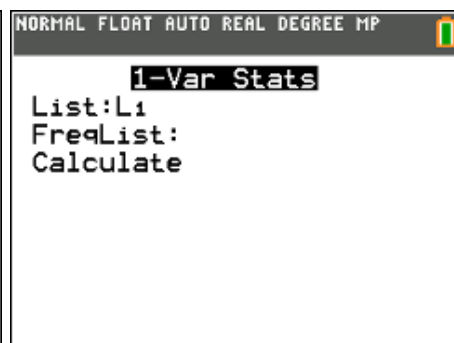 NORMAL FLOAT AUTO REAL DEGREE MP
1-Var Stats
List:L₁
FreqList:
Calculate